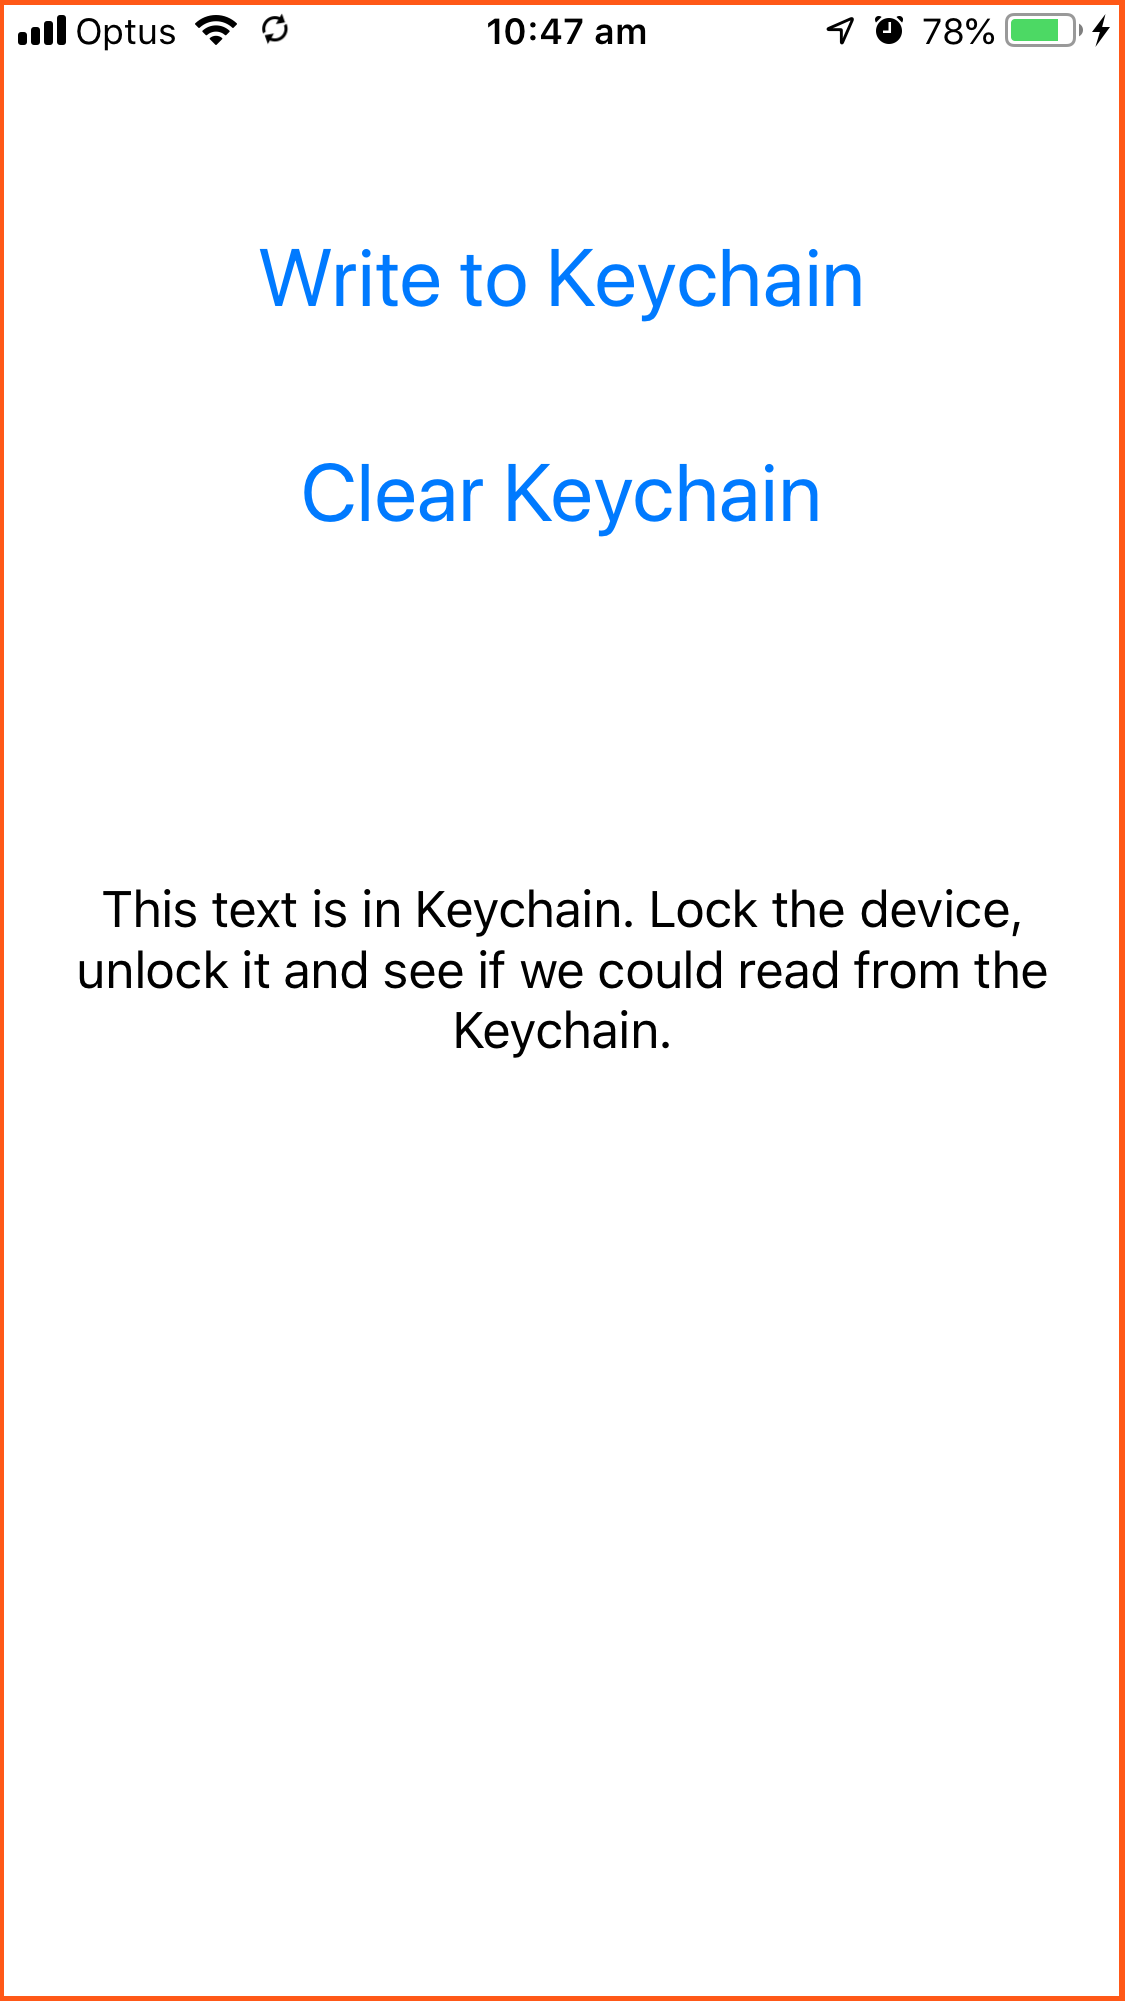 Optus 10:47 am 78%
Write to Keychain
Clear Keychain
This text is in Keychain. Lock the device,
unlock it and see if we could read from the
Keychain.